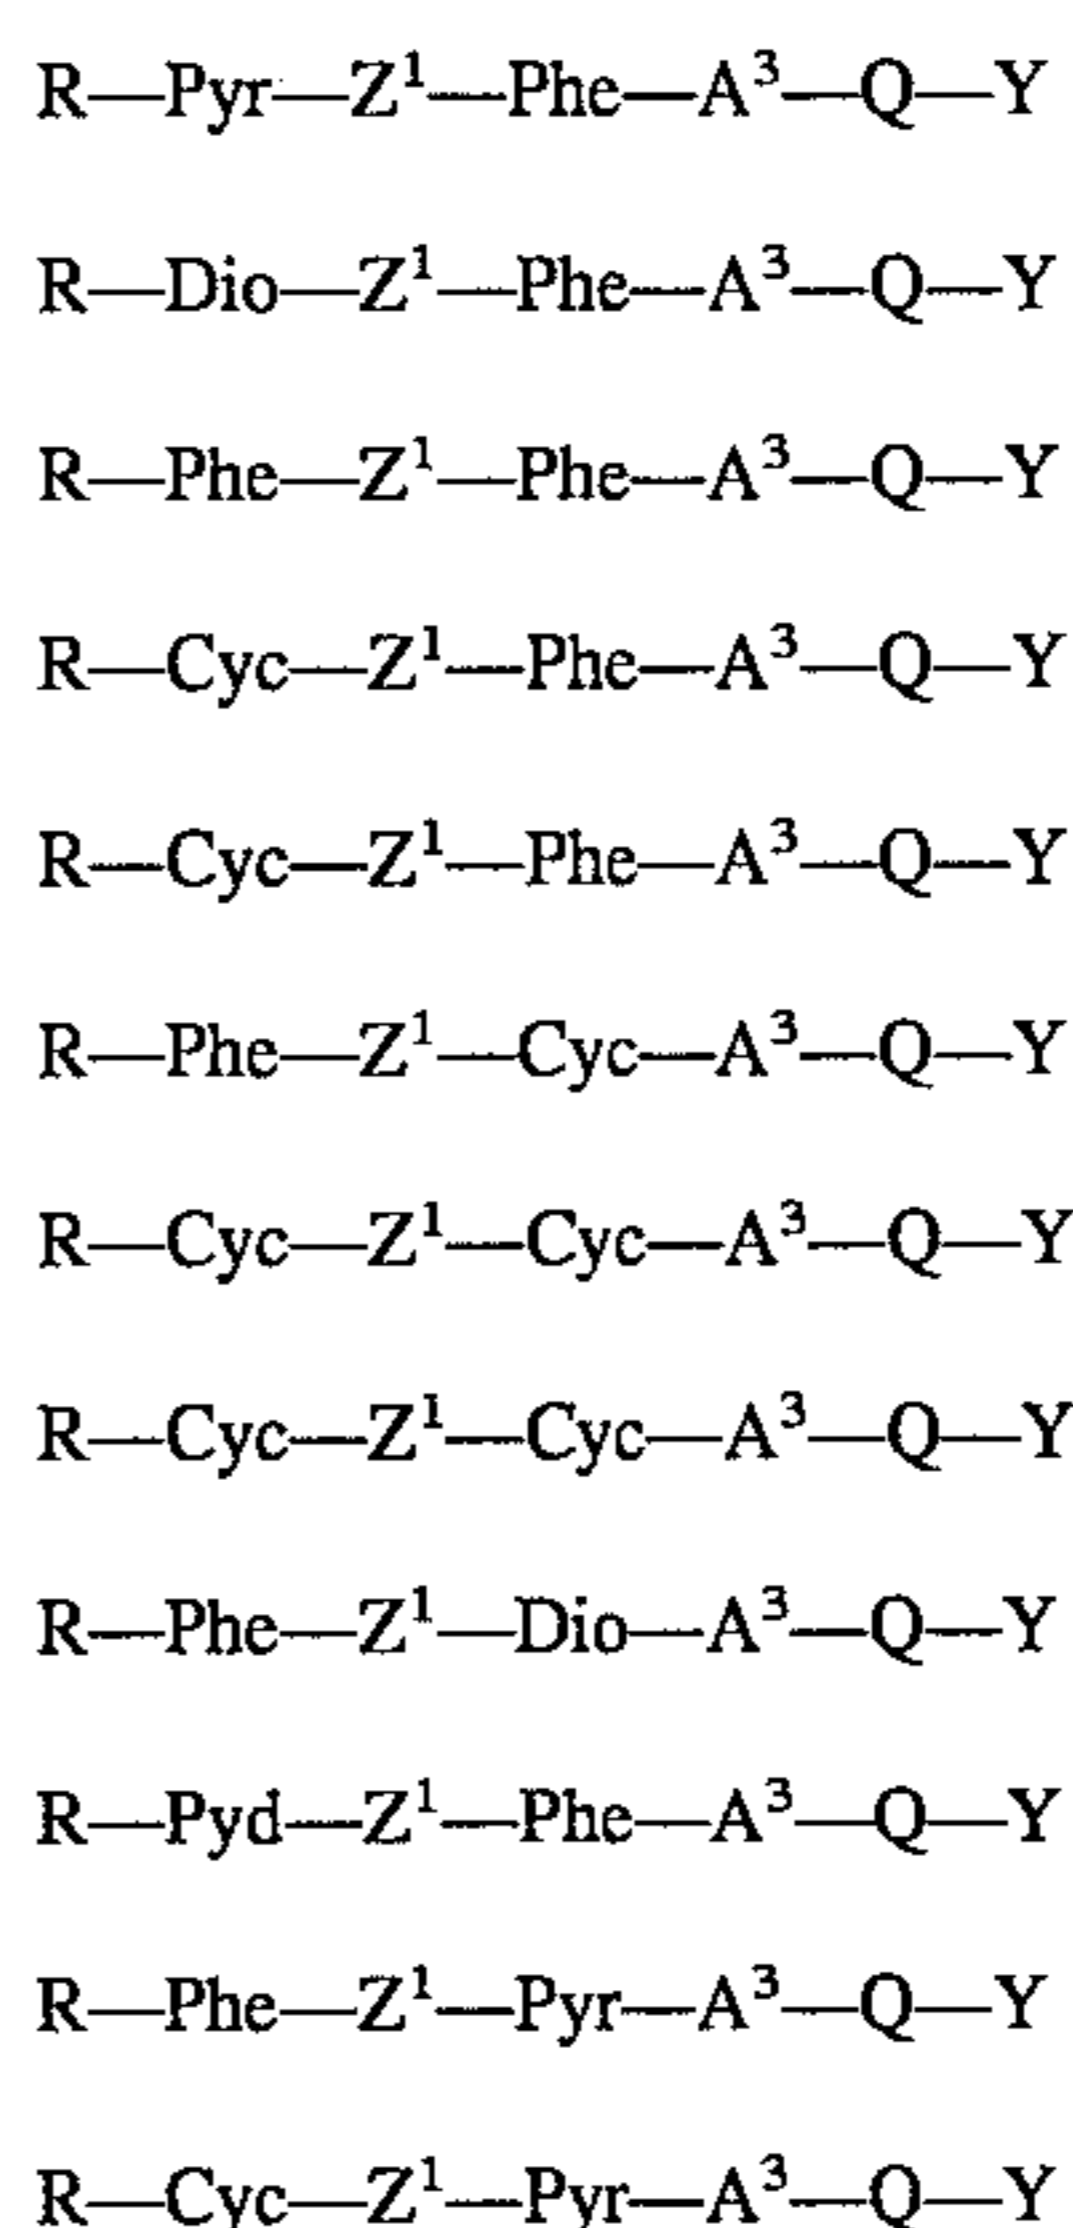 R—Pyr—Z¹—Phe—A³—Q—Y
R—Dio—Z¹—Phe—A³—Q—Y
R—Phe—Z¹—Phe—A³—Q—Y
R—Cyc—Z¹—Phe—A³—Q—Y
R—Cyc—Z¹—Phe—A³—Q—Y
R—Phe—Z¹—Cyc—A³—Q—Y
R—Cyc—Z¹—Cyc—A³—Q—Y
R—Cyc—Z¹—Cyc—A³—Q—Y
R—Phe—Z¹—Dio—A³—Q—Y
R—Pyd—Z¹—Phe—A³—Q—Y
R—Phe—Z¹—Pyr—A³—Q—Y
R—Cyc—Z¹—Pyr—A³—Q—Y